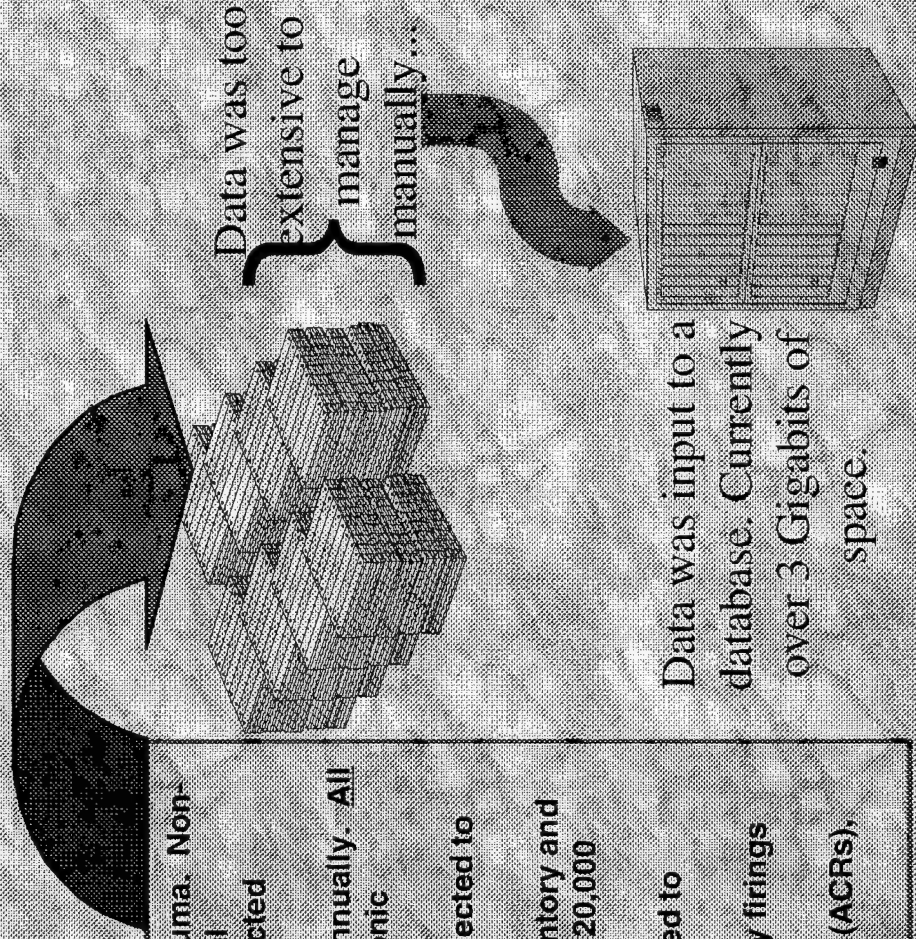 uma. Non-
l
cted
nnually. All
nic
ected to
ntory and
20,000
ed to
y firings
(ACRs),
Data was too
extensive to
manage
manually...
Data was input to a
database. Currently
over 3 Gigabits of
space.